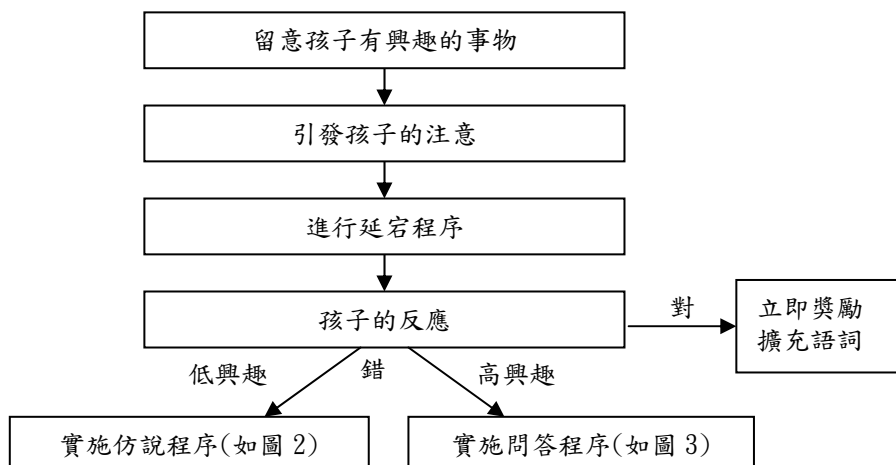 留意孩子有興趣的事物
引發孩子的注意
進行延宕程序
孩子的反應
對
立即獎勵
擴充語詞
低興趣
錯
高興趣
實施仿說程序(如圖 2)
實施問答程序(如圖 3)